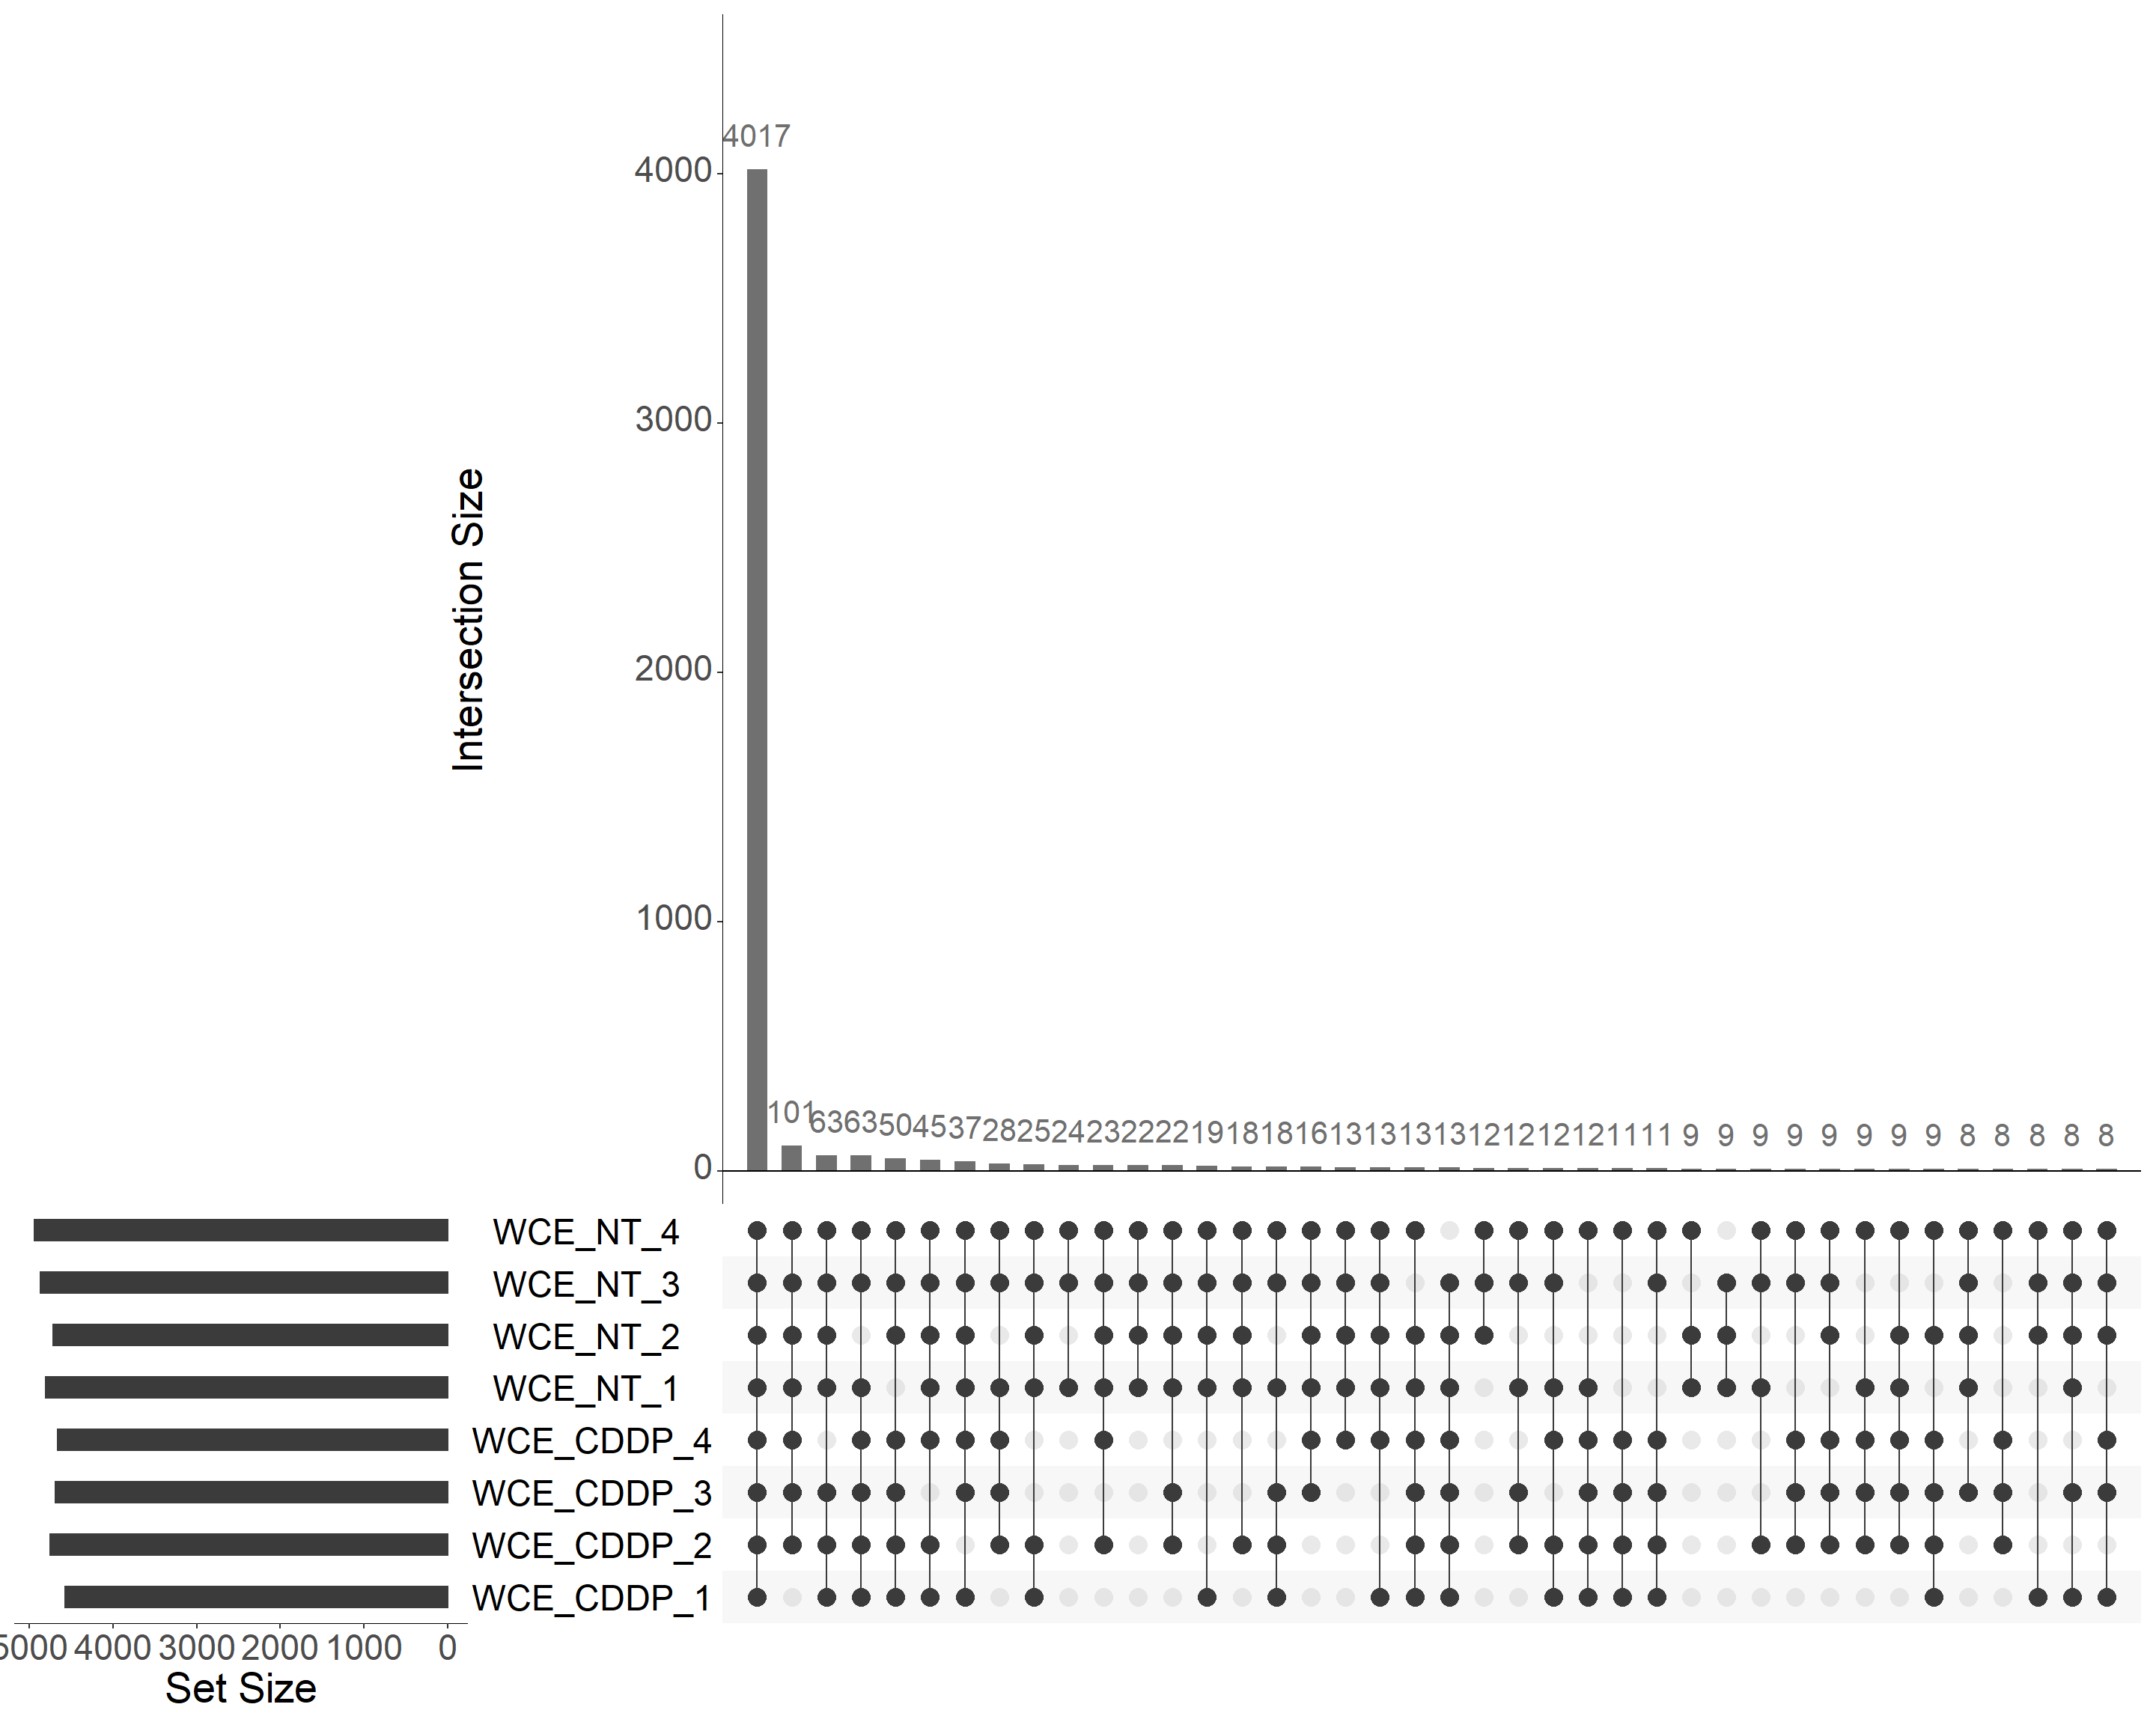 4017
4000
3000
Intersection Size
2000
1000
101 63 63 50 45 37 28 25 24 23 22 22 19 18 18 16 13 13 13 13 12 12 12 12 11 11 9 9 9 9 9 9 9 9 8 8 8 8 8
0
WCE_NT_4
WCE_NT_3
WCE_NT_2
WCE_NT_1
WCE_CDDP_4
WCE_CDDP_3
WCE_CDDP_2
WCE_CDDP_1
5000 4000 3000 2000 1000 0
Set Size